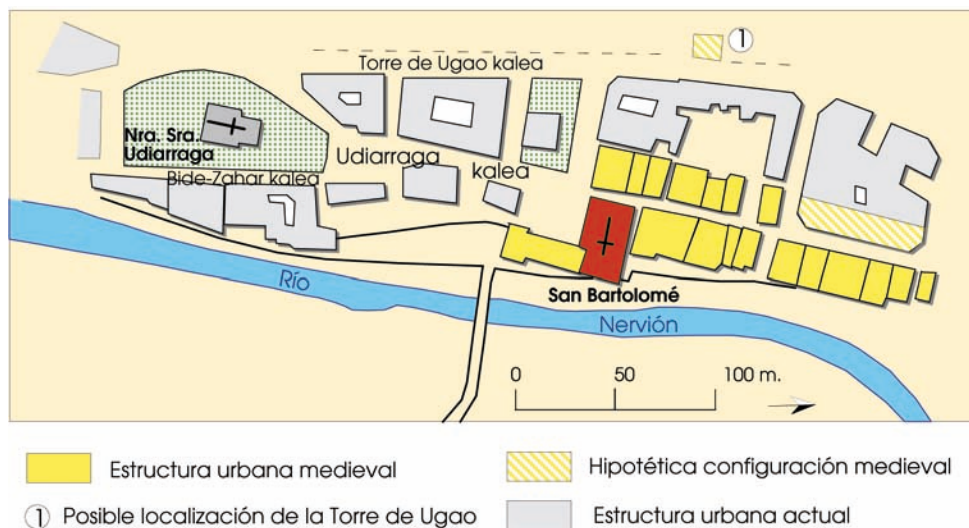 1
Torre de Ugao kalea
Nra. Sra.
Udiarraga
Udiarraga
kalea
Bide-Zahar kalea
San Bartolomé
Río
Nervión
0 50 100 m.
Estructura urbana medieval
Hipotética configuración medieval
1 Posible localización de la Torre de Ugao
Estructura urbana actual